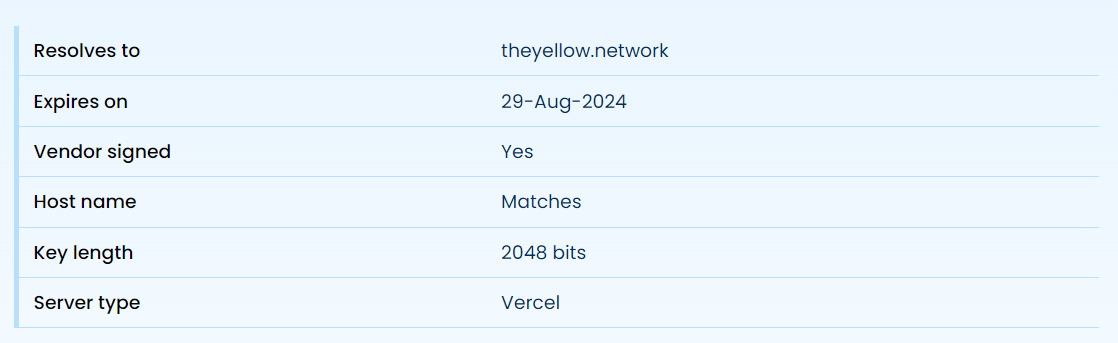 Resolves to theyellow.network
Expires on 29-Aug-2024
Vendor signed Yes
Host name Matches
Key length 2048 bits
Server type Vercel